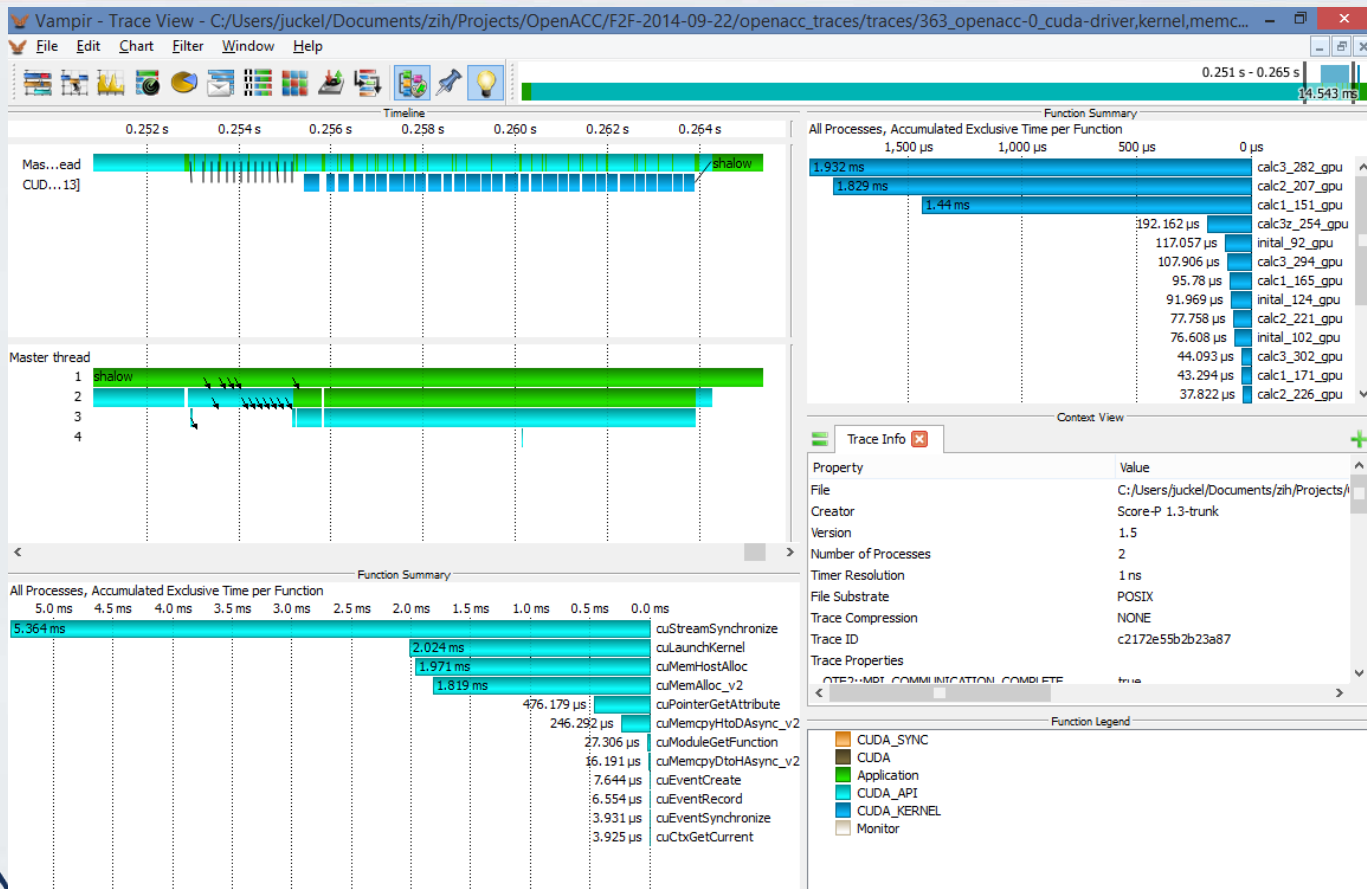 Vampir - Trace View - C:/Users/juckel/Documents/zih/Projects/OpenACC/F2F-2014-09-22/openacc_traces/traces/363_openacc-0_cuda-driver,kernel,memc...
File Edit Chart Filter Window Help
0.251 s - 0.265 s
14.543 ms
Timeline
0.252 s 0.254 s 0.256 s 0.258 s 0.260 s 0.262 s 0.264 s
Mas...ead
shalow
CUD...13]
Master thread
1 shalow
2
3
4
Function Summary
All Processes, Accumulated Exclusive Time per Function
5.0 ms 4.5 ms 4.0 ms 3.5 ms 3.0 ms 2.5 ms 2.0 ms 1.5 ms 1.0 ms 0.5 ms 0.0 ms
5.364 ms cuStreamSynchronize
2.024 ms cuLaunchKernel
1.971 ms cuMemHostAlloc
1.819 ms cuMemAlloc_v2
476.179 µs cuPointerGetAttribute
246.292 µs cuMemcpyHtoDAsync_v2
27.306 µs cuModuleGetFunction
16.191 µs cuMemcpyDtoHAsync_v2
7.644 µs cuEventCreate
6.554 µs cuEventRecord
3.931 µs cuEventSynchronize
3.925 µs cuCtxGetCurrent
Function Summary
All Processes, Accumulated Exclusive Time per Function
1,500 µs 1,000 µs 500 µs 0 µs
1.932 ms calc3_282_gpu
1.829 ms calc2_207_gpu
1.44 ms calc1_151_gpu
192.162 µs calc3z_254_gpu
117.057 µs inital_92_gpu
107.906 µs calc3_294_gpu
95.78 µs calc1_165_gpu
91.969 µs inital_124_gpu
77.758 µs calc2_221_gpu
76.608 µs inital_102_gpu
44.093 µs calc3_302_gpu
43.294 µs calc1_171_gpu
37.822 µs calc2_226_gpu
Context View
Trace Info
Property Value
File C:/Users/juckel/Documents/zih/Projects/
Creator Score-P 1.3-trunk
Version 1.5
Number of Processes 2
Timer Resolution 1 ns
File Substrate POSIX
Trace Compression NONE
Trace ID c2172e55b2b23a87
Trace Properties
OTF2::MPI_COMMUNICATION_COMPLETE true
Function Legend
CUDA_SYNC
CUDA
Application
CUDA_API
CUDA_KERNEL
Monitor